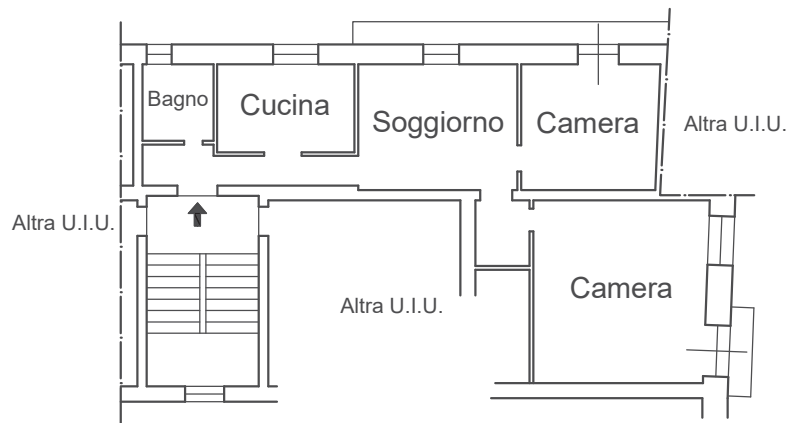 Bagno
Cucina
Soggiorno
Camera
Altra U.I.U.
Altra U.I.U.
N
Camera
Altra U.I.U.